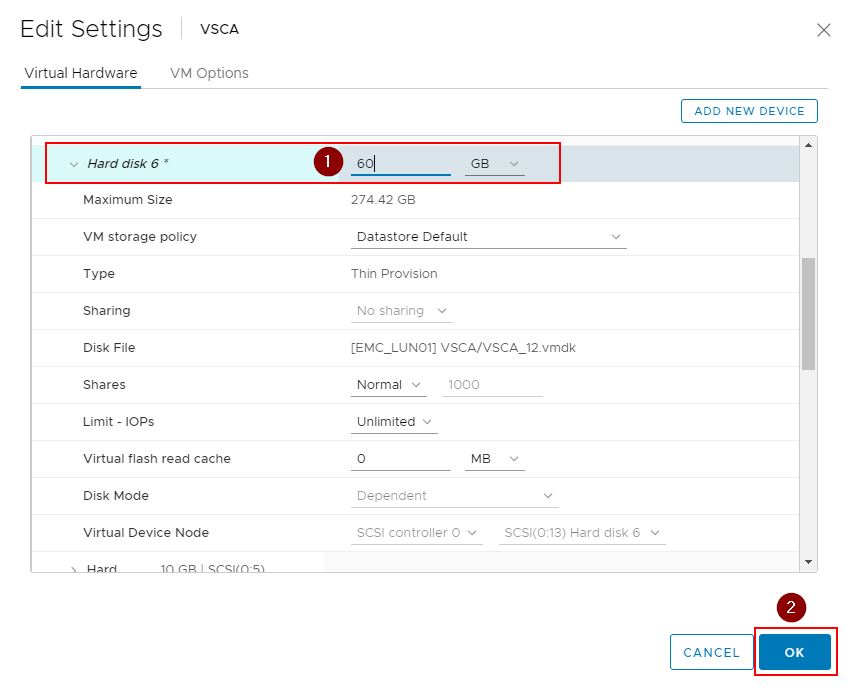 Edit Settings VSCA
Virtual Hardware VM Options
ADD NEW DEVICE
Hard disk 6 * 1 60 GB
Maximum Size 274.42 GB
VM storage policy Datastore Default
Type Thin Provision
Sharing No sharing
Disk File [EMC_LUN01] VSCA/VSCA_12.vmdk
Shares Normal 1000
Limit - IOPs Unlimited
Virtual flash read cache 0 MB
Disk Mode Dependent
Virtual Device Node SCSI controller 0 SCSI(0:13) Hard disk 6
Hard 10 GB | SCSI(0:5)
2
CANCEL OK